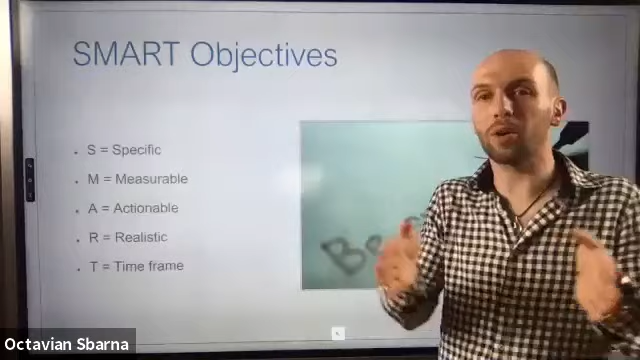 SMART Objectives
. S = Specific
. M = Measurable
. A = Actionable
. R = Realistic
. T = Time frame
Octavian Sbarna